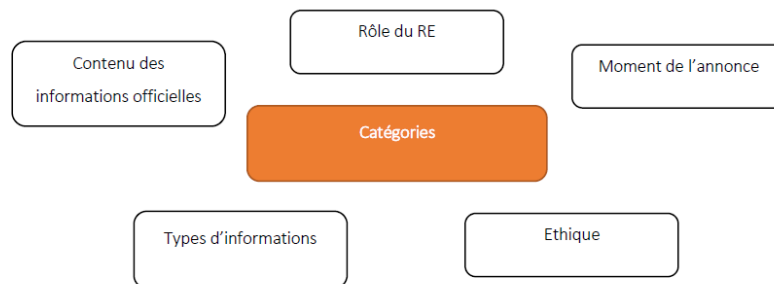 Rôle du RE
Contenu des
informations officielles
Moment de l’annonce
Catégories
Types d’informations
Ethique